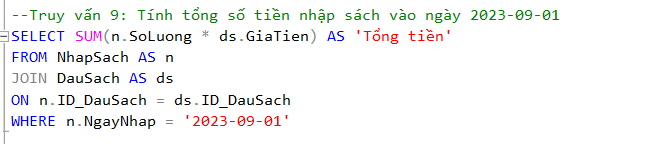 --Truy vấn 9: Tính tổng số tiền nhập sách vào ngày 2023-09-01
SELECT SUM(n.SoLuong * ds.GiaTien) AS 'Tổng tiền'
FROM NhapSach AS n
JOIN DauSach AS ds
ON n.ID_DauSach = ds.ID_DauSach
WHERE n.NgayNhap = '2023-09-01'